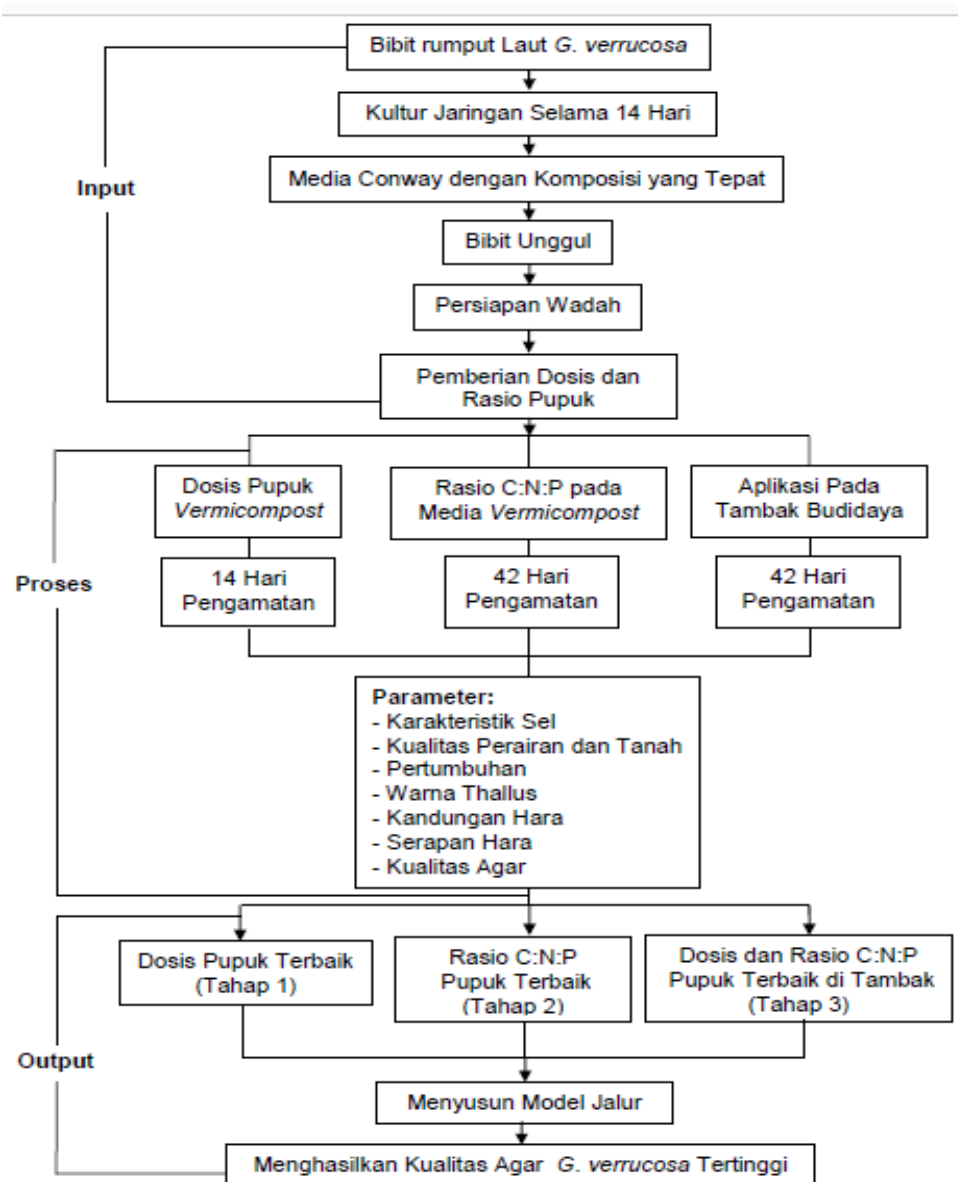 Bibit rumput Laut G. verrucosa
Kultur Jaringan Selama 14 Hari
Media Conway dengan Komposisi yang Tepat
Input
Bibit Unggul
Persiapan Wadah
Pemberian Dosis dan
Rasio Pupuk
Dosis Pupuk
Vermicompost
Rasio C:N:P pada
Media Vermicompost
Aplikasi Pada
Tambak Budidaya
Proses
14 Hari
Pengamatan
42 Hari
Pengamatan
42 Hari
Pengamatan
Parameter:
- Karakteristik Sel
- Kualitas Perairan dan Tanah
- Pertumbuhan
- Warna Thallus
- Kandungan Hara
- Serapan Hara
- Kualitas Agar
Dosis Pupuk Terbaik
(Tahap 1)
Rasio C:N:P
Pupuk Terbaik
(Tahap 2)
Dosis dan Rasio C:N:P
Pupuk Terbaik di Tambak
(Tahap 3)
Output
Menyusun Model Jalur
Menghasilkan Kualitas Agar G. verrucosa Tertinggi